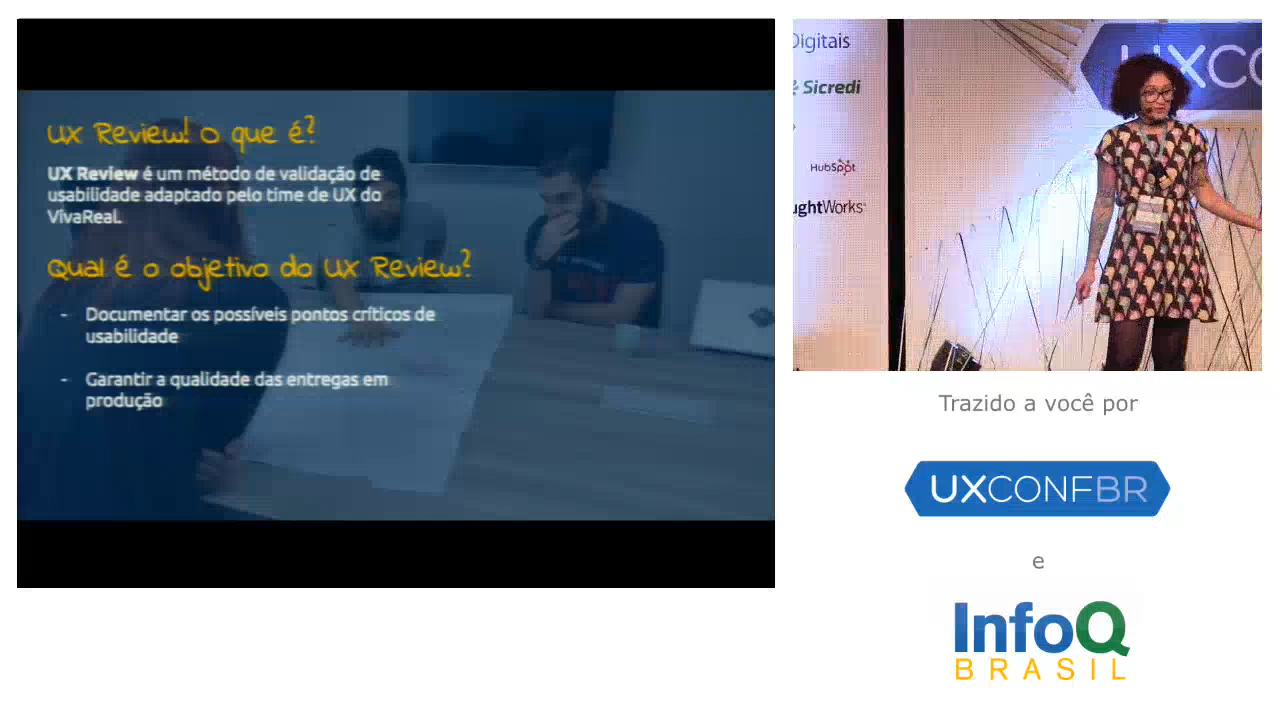 UX Review! O que é?
UX Review é um método de validação de
usabilidade adaptado pelo time de UX do
VivaReal.
Qual é o objetivo do UX Review?
- Documentar os possíveis pontos críticos de
usabilidade
- Garantir a qualidade das entregas em
produção
Digitais
Sicredi
HubSpot
ughtWorks
UXCO
Trazido a você por
UXCONFBR
e
InfoQ
BRASIL